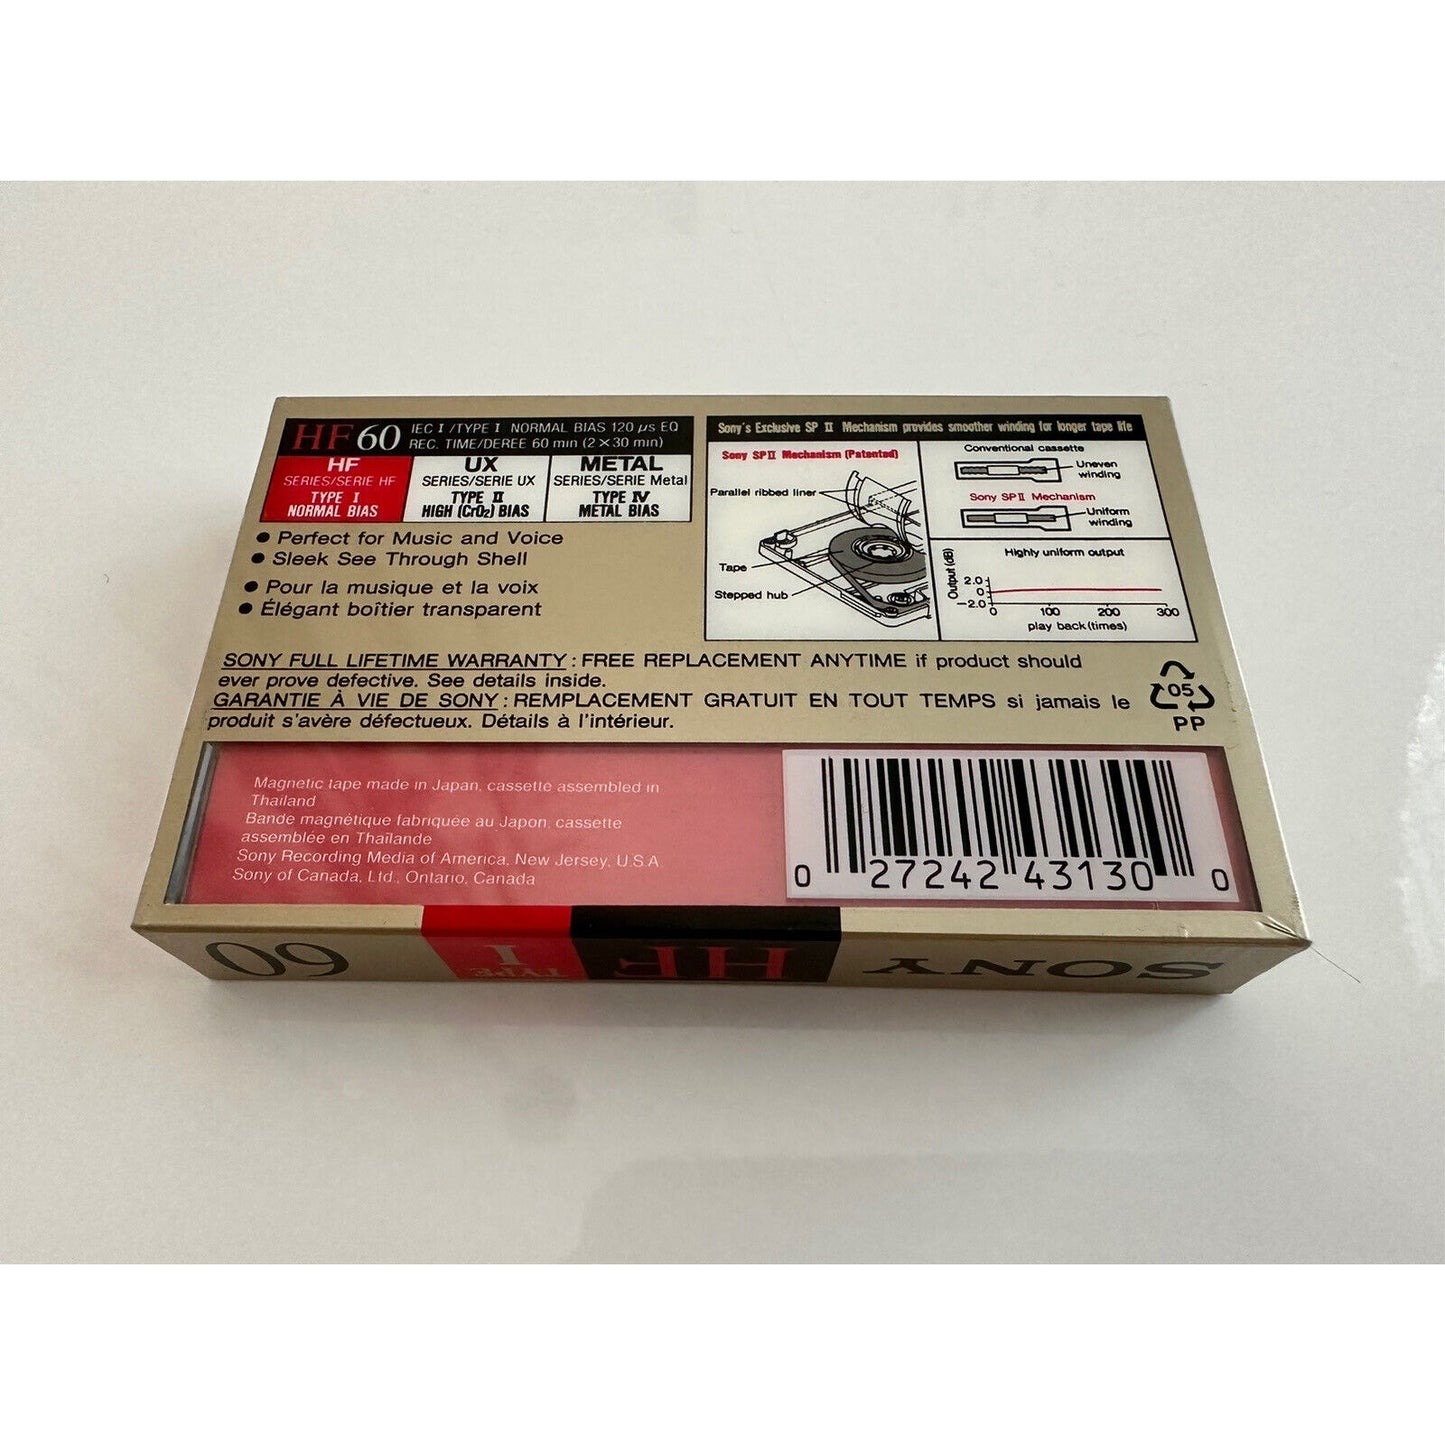 HF 60 IEC I /TYPE I NORMAL BIAS 120 µs EQ
REC. TIME/DEREE 60 min (2 × 30 min)
HF
SERIES/SERIE HF
TYPE I
NORMAL BIAS
UX
SERIES/SERIE UX
TYPE II
HIGH (CrO₂) BIAS
METAL
SERIES/SERIE Metal
TYPE IV
METAL BIAS
● Perfect for Music and Voice
● Sleek See Through Shell
● Pour la musique et la voix
● Élégant boîtier transparent
Sony's Exclusive SP II Mechanism provides smoother winding for longer tape life
Sony SP II Mechanism (Patented)
Parallel ribbed liner
Tape
Stepped hub
Conventional cassette
Uneven
winding
Sony SP II Mechanism
Uniform
winding
Highly uniform output
Output (dB)
2.0
0
−2.0
0 100 200 300
play back (times)
SONY FULL LIFETIME WARRANTY : FREE REPLACEMENT ANYTIME if product should
ever prove defective. See details inside.
GARANTIE À VIE DE SONY : REMPLACEMENT GRATUIT EN TOUT TEMPS si jamais le
produit s'avère défectueux. Détails à l'intérieur.
05
PP
Magnetic tape made in Japan, cassette assembled in
Thailand
Bande magnétique fabriquée au Japon, cassette
assemblée en Thaïlande
Sony Recording Media of America, New Jersey, U.S.A.
Sony of Canada, Ltd., Ontario, Canada
0 27242 43130 0
SONY
HF
TYPE I
60